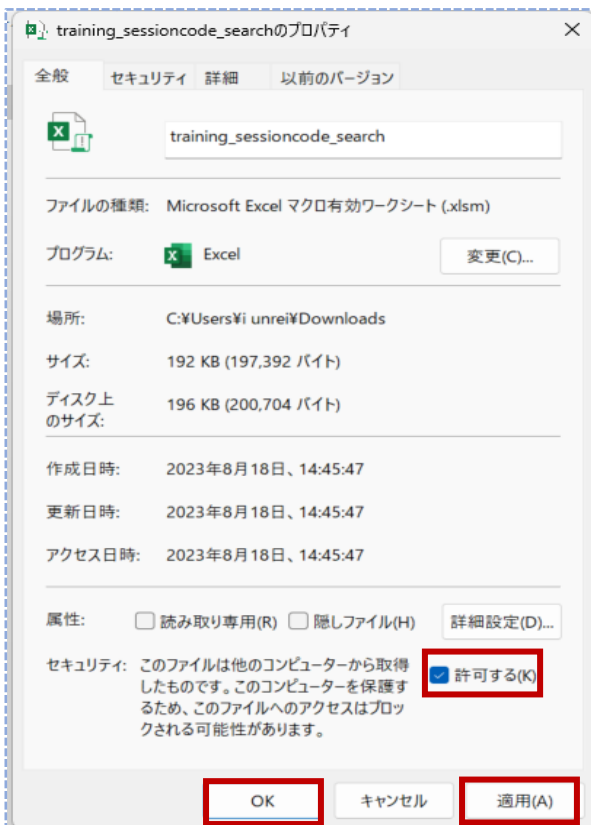 training_sessioncode_searchのプロパティ
全般 セキュリティ 詳細 以前のバージョン
training_sessioncode_search
ファイルの種類: Microsoft Excel マクロ有効ワークシート (.xlsm)
プログラム: Excel 変更(C)...
場所: C:¥Users¥i unrei¥Downloads
サイズ: 192 KB (197,392 バイト)
ディスク上
のサイズ: 196 KB (200,704 バイト)
作成日時: 2023年8月18日、14:45:47
更新日時: 2023年8月18日、14:45:47
アクセス日時: 2023年8月18日、14:45:47
属性: 読み取り専用(R) 隠しファイル(H) 詳細設定(D)...
セキュリティ: このファイルは他のコンピューターから取得 許可する(K)
したものです。このコンピューターを保護す
るため、このファイルへのアクセスはブロッ
クされる可能性があります。
OK キャンセル 適用(A)